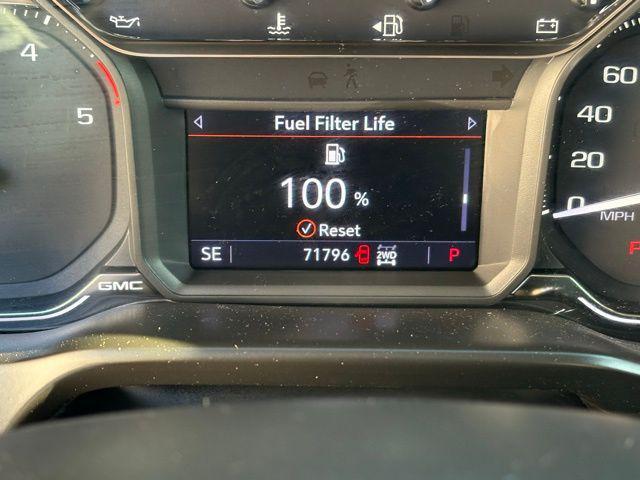 4
5
60
40
20
0
MPH
Fuel Filter Life
100 %
Reset
SE 71796 2WD P
P
GMC